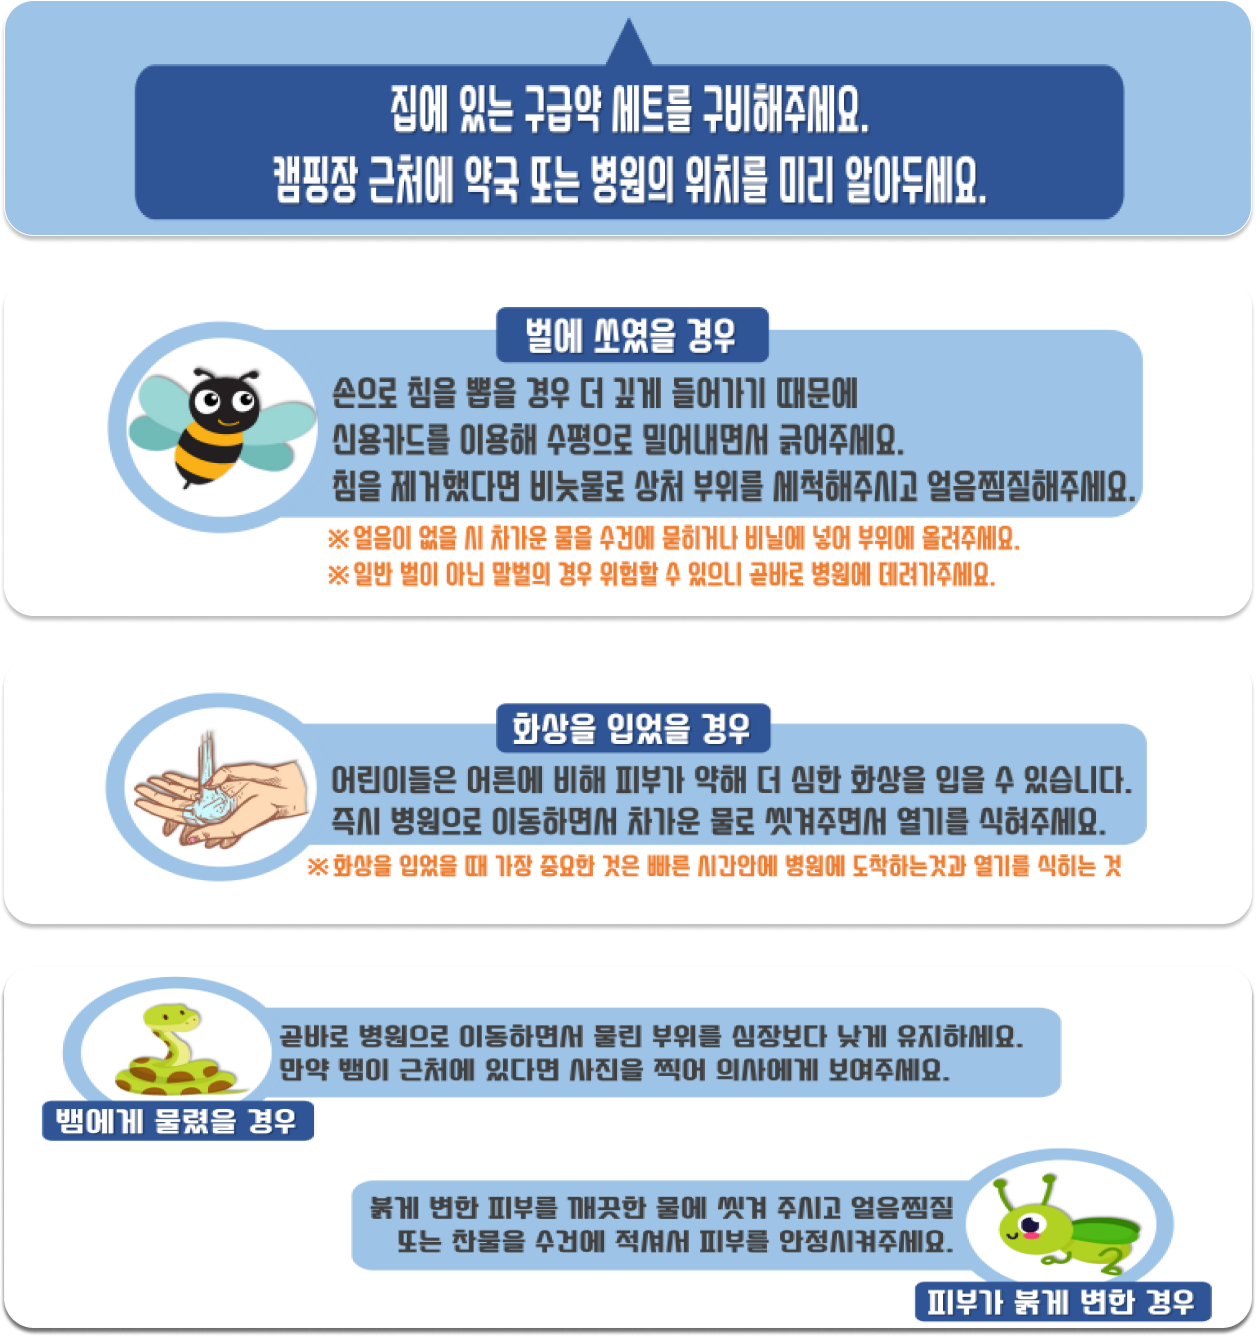 집에 있는 구급약 세트를 구비해주세요.
캠핑장 근처에 약국 또는 병원의 위치를 미리 알아두세요.
벌에 쏘였을 경우
손으로 침을 뽑을 경우 더 깊게 들어가기 때문에
신용카드를 이용해 수평으로 밀어내면서 긁어주세요.
침을 제거했다면 비눗물로 상처 부위를 세척해주시고 얼음찜질해주세요.
※ 얼음이 없을 시 차가운 물을 수건에 묻히거나 비닐에 넣어 부위에 올려주세요.
※ 일반 벌이 아닌 말벌의 경우 위험할 수 있으니 곧바로 병원에 데려가주세요.
화상을 입었을 경우
어린이들은 어른에 비해 피부가 약해 더 심한 화상을 입을 수 있습니다.
즉시 병원으로 이동하면서 차가운 물로 씻겨주면서 열기를 식혀주세요.
※ 화상을 입었을 때 가장 중요한 것은 빠른 시간안에 병원에 도착하는것과 열기를 식히는 것
곧바로 병원으로 이동하면서 물린 부위를 심장보다 낮게 유지하세요.
만약 뱀이 근처에 있다면 사진을 찍어 의사에게 보여주세요.
뱀에게 물렸을 경우
붉게 변한 피부를 깨끗한 물에 씻겨 주시고 얼음찜질
또는 찬물을 수건에 적셔서 피부를 안정시켜주세요.
피부가 붉게 변한 경우